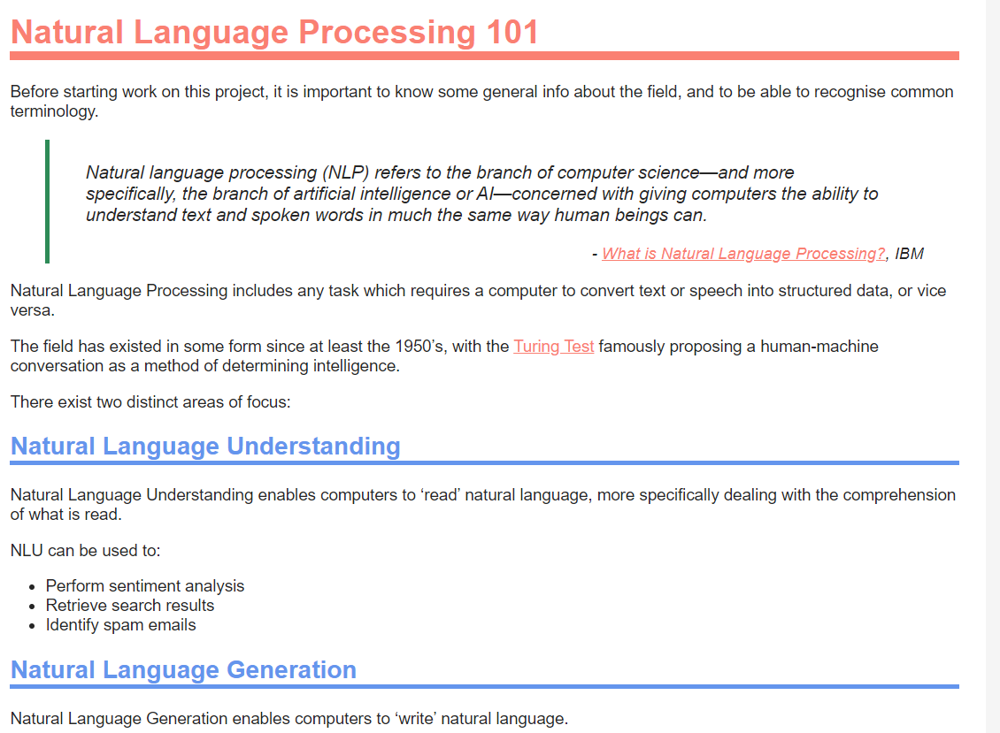 Natural Language Processing 101
Before starting work on this project, it is important to know some general info about the field, and to be able to recognise common
terminology.
Natural language processing (NLP) refers to the branch of computer science—and more
specifically, the branch of artificial intelligence or AI—concerned with giving computers the ability to
understand text and spoken words in much the same way human beings can.
- What is Natural Language Processing?, IBM
Natural Language Processing includes any task which requires a computer to convert text or speech into structured data, or vice
versa.
The field has existed in some form since at least the 1950’s, with the Turing Test famously proposing a human-machine
conversation as a method of determining intelligence.
There exist two distinct areas of focus:
Natural Language Understanding
Natural Language Understanding enables computers to ‘read’ natural language, more specifically dealing with the comprehension
of what is read.
NLU can be used to:
• Perform sentiment analysis
• Retrieve search results
• Identify spam emails
Natural Language Generation
Natural Language Generation enables computers to ‘write’ natural language.